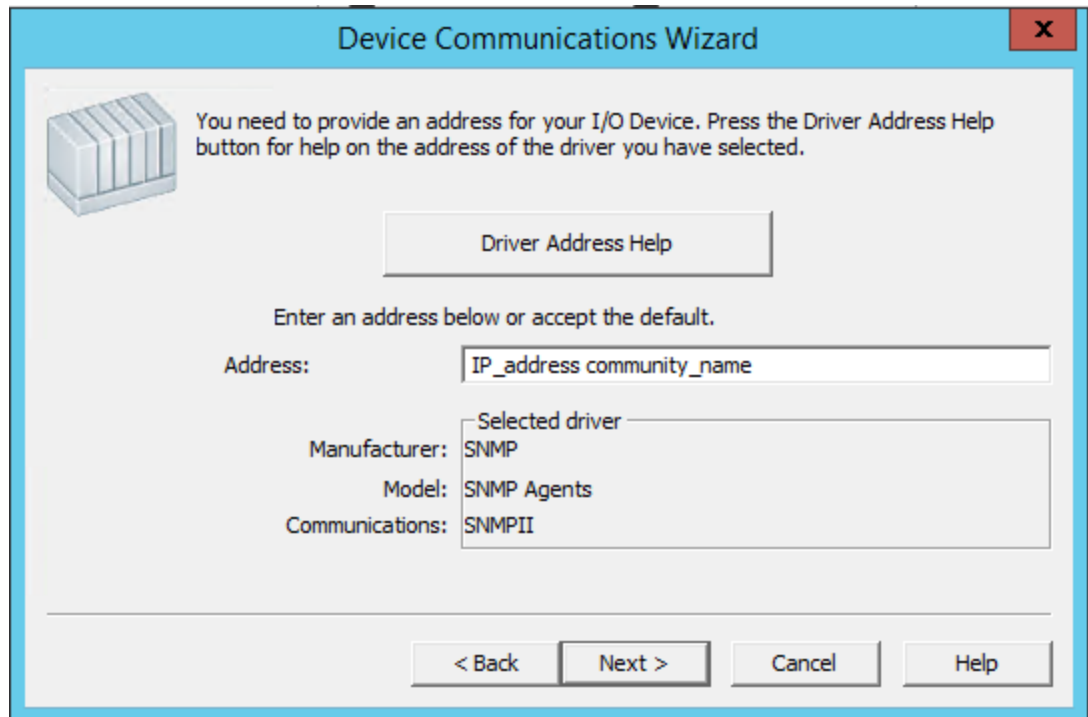 Device Communications Wizard
x
You need to provide an address for your I/O Device. Press the Driver Address Help
button for help on the address of the driver you have selected.
Driver Address Help
Enter an address below or accept the default.
Address: IP_address community_name
Selected driver
Manufacturer: SNMP
Model: SNMP Agents
Communications: SNMPII
< Back Next > Cancel Help